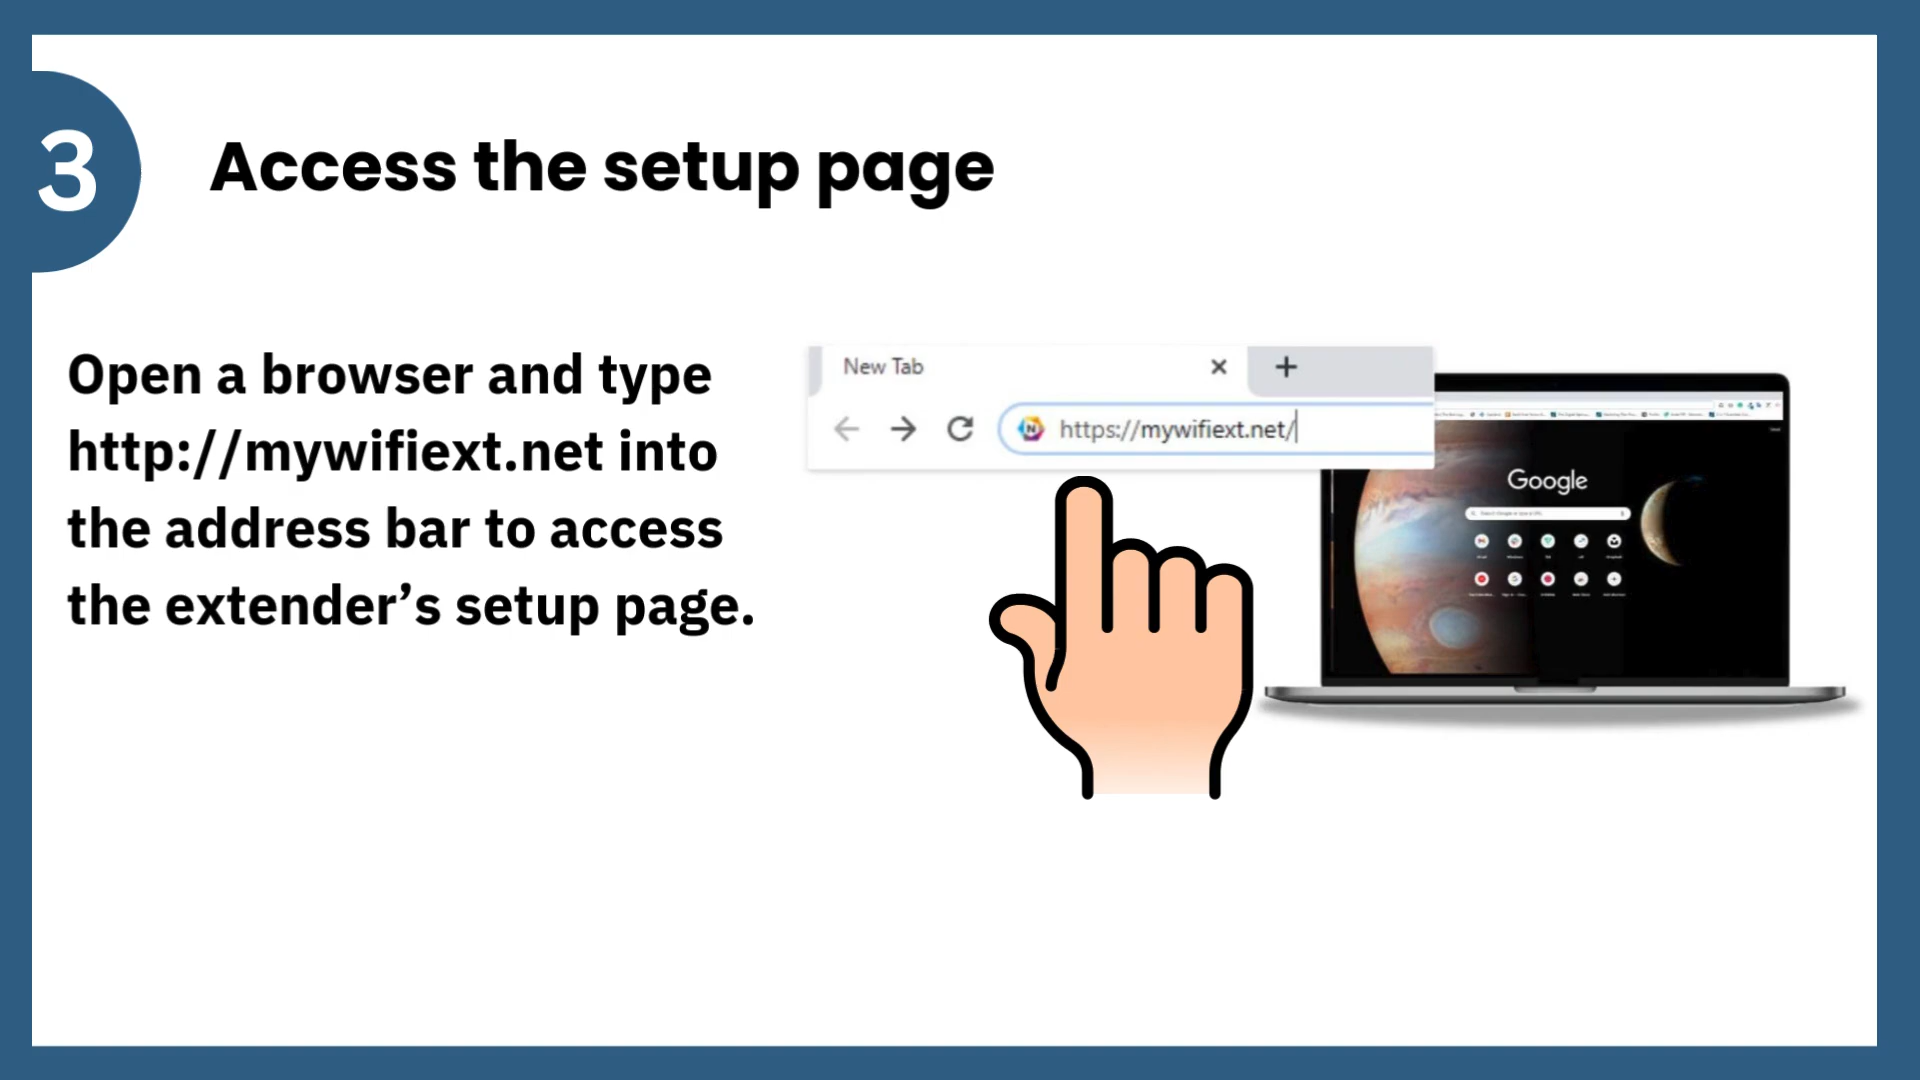 3
Access the setup page
Open a browser and type
http://mywifiext.net into
the address bar to access
the extender’s setup page.
New Tab
https://mywifiext.net/
Google